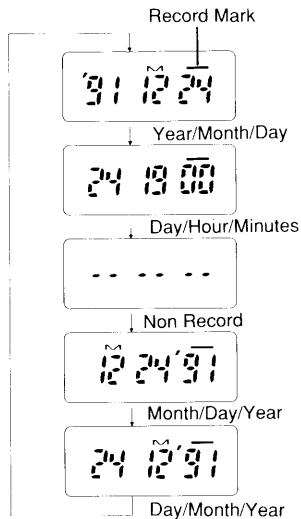 Record Mark
'91 M 12 24
Year/Month/Day
24 19 00
Day/Hour/Minutes
-- -- --
Non Record
M 12 24 '91
Month/Day/Year
24 M 12 '91
Day/Month/Year